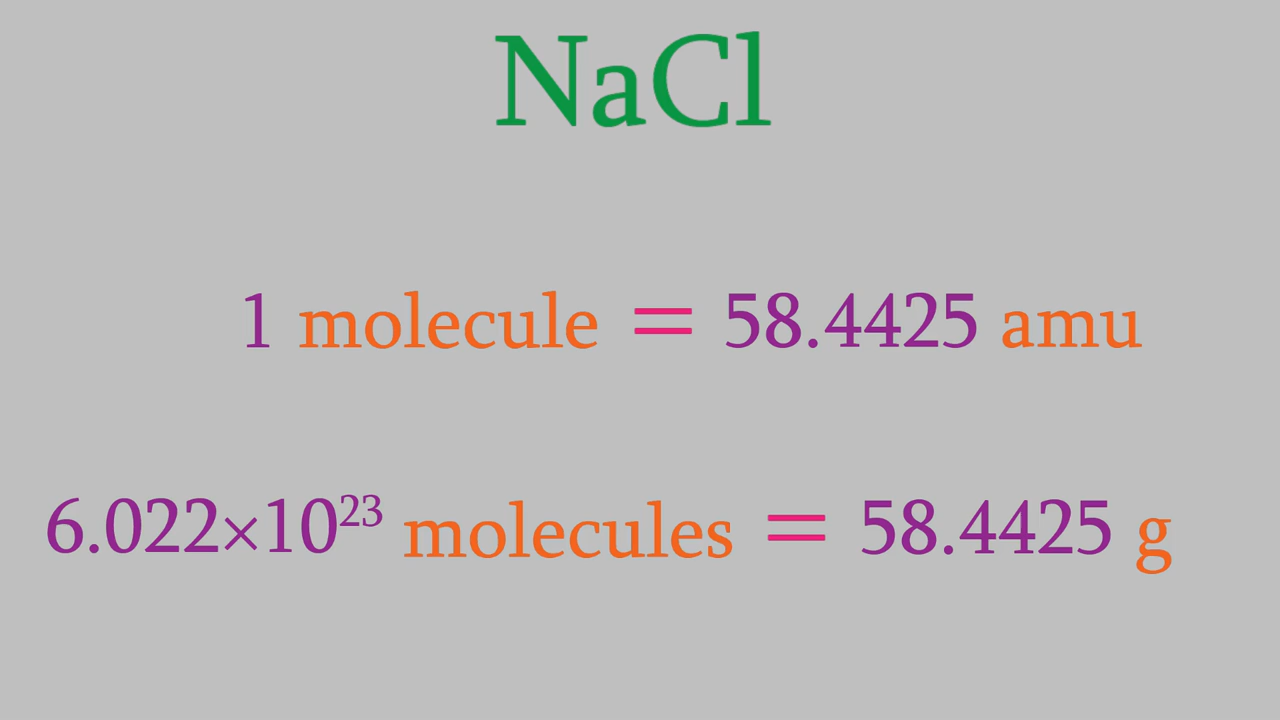 NaCl
1 molecule = 58.4425 amu
6.022×10²³ molecules = 58.4425 g